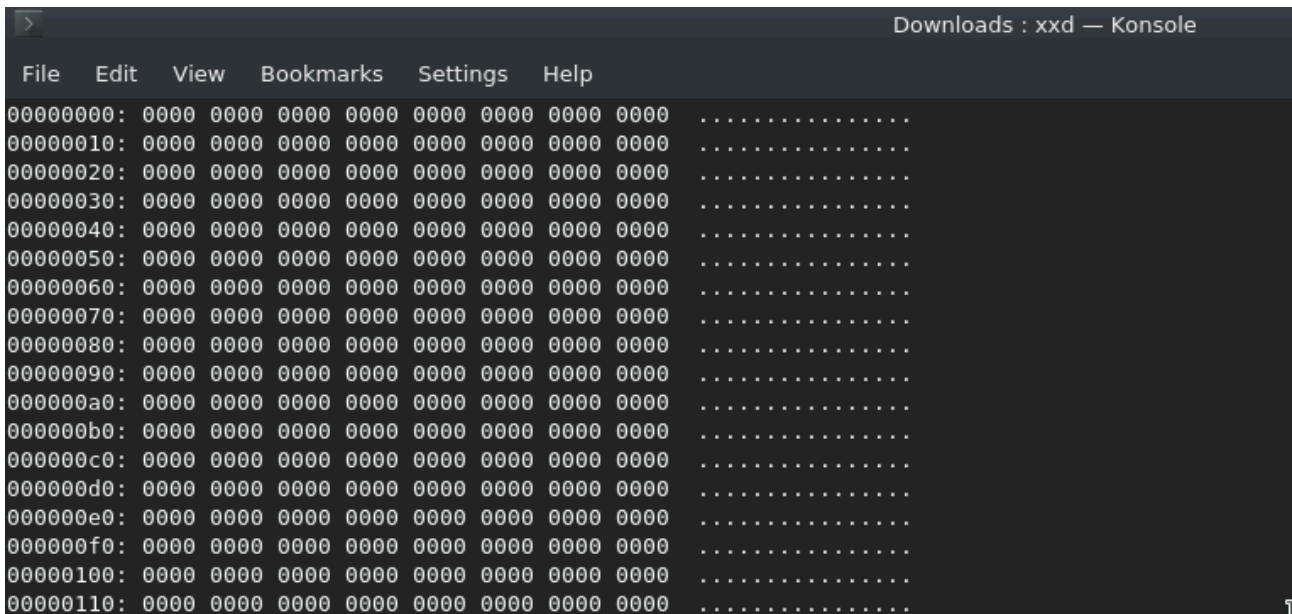 Downloads : xxd — Konsole
File Edit View Bookmarks Settings Help
00000000: 0000 0000 0000 0000 0000 0000 0000 0000 ................
00000010: 0000 0000 0000 0000 0000 0000 0000 0000 ................
00000020: 0000 0000 0000 0000 0000 0000 0000 0000 ................
00000030: 0000 0000 0000 0000 0000 0000 0000 0000 ................
00000040: 0000 0000 0000 0000 0000 0000 0000 0000 ................
00000050: 0000 0000 0000 0000 0000 0000 0000 0000 ................
00000060: 0000 0000 0000 0000 0000 0000 0000 0000 ................
00000070: 0000 0000 0000 0000 0000 0000 0000 0000 ................
00000080: 0000 0000 0000 0000 0000 0000 0000 0000 ................
00000090: 0000 0000 0000 0000 0000 0000 0000 0000 ................
000000a0: 0000 0000 0000 0000 0000 0000 0000 0000 ................
000000b0: 0000 0000 0000 0000 0000 0000 0000 0000 ................
000000c0: 0000 0000 0000 0000 0000 0000 0000 0000 ................
000000d0: 0000 0000 0000 0000 0000 0000 0000 0000 ................
000000e0: 0000 0000 0000 0000 0000 0000 0000 0000 ................
000000f0: 0000 0000 0000 0000 0000 0000 0000 0000 ................
00000100: 0000 0000 0000 0000 0000 0000 0000 0000 ................
00000110: 0000 0000 0000 0000 0000 0000 0000 0000 ................